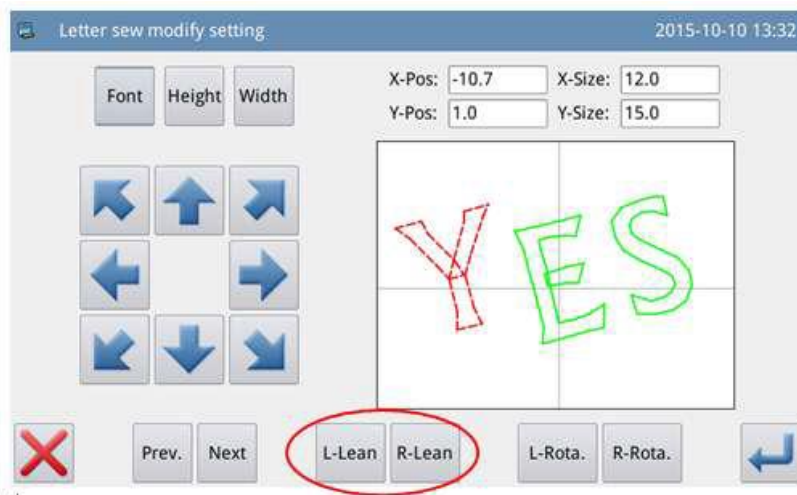 Letter sew modify setting 2015-10-10 13:32
Font Height Width
X-Pos: -10.7 X-Size: 12.0
Y-Pos: 1.0 Y-Size: 15.0
YES
Prev. Next L-Lean R-Lean L-Rota. R-Rota.